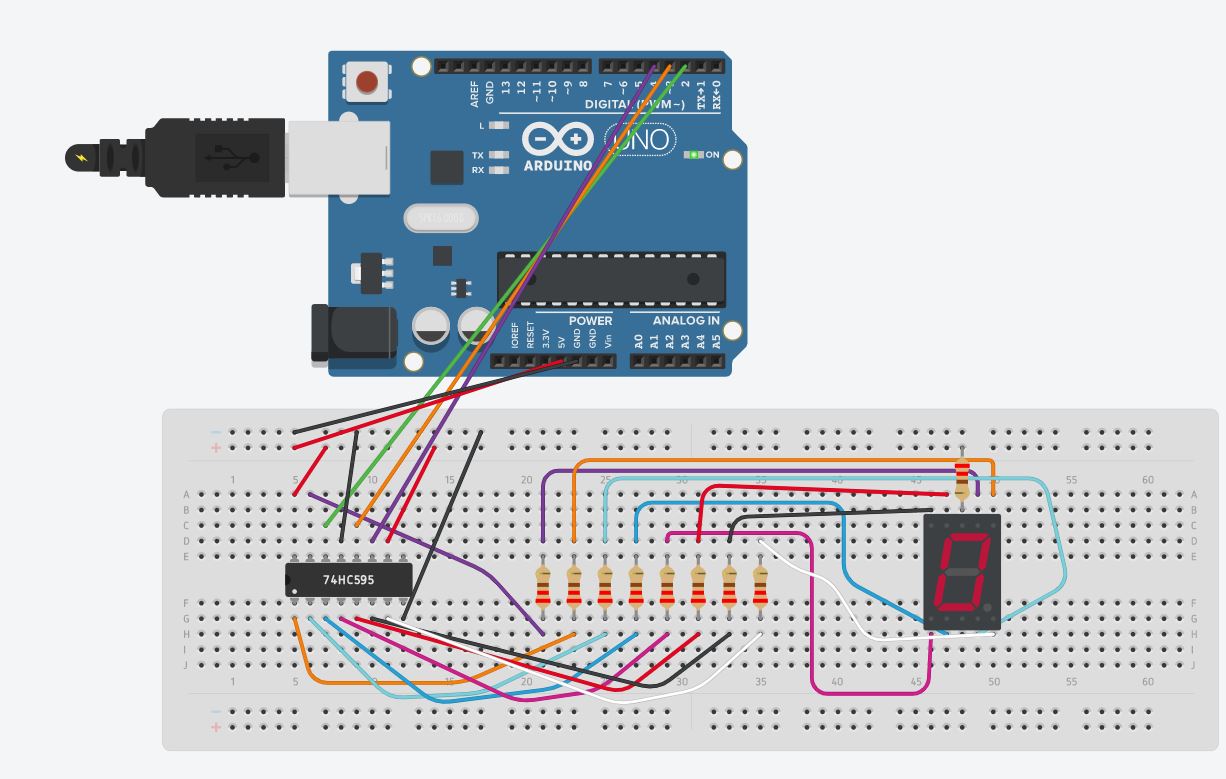 AREF GND 13 12 ~11 ~10 ~9 8 7 ~6 ~5 4 ~3 2 TX→1 RX←0
DIGITAL (PWM~)
L
TX
RX
UNO
ARDUINO
ON
SPK16.000G
POWER ANALOG IN
IOREF RESET 3.3V 5V GND GND Vin A0 A1 A2 A3 A4 A5
− +
1 5 10 15 20 25 30 35 40 45 50 55 60
A A
B B
C C
D D
E E
74HC595
F F
G G
H H
I I
J J
1 5 10 15 20 25 30 35 40 45 50 55 60
− +